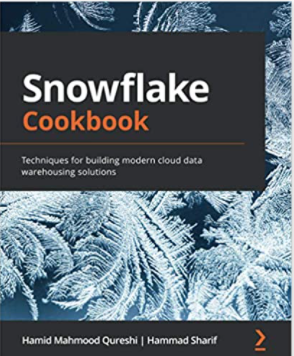 Snowflake
Cookbook
Techniques for building modern cloud data
warehousing solutions
Hamid Mahmood Qureshi | Hammad Sharif